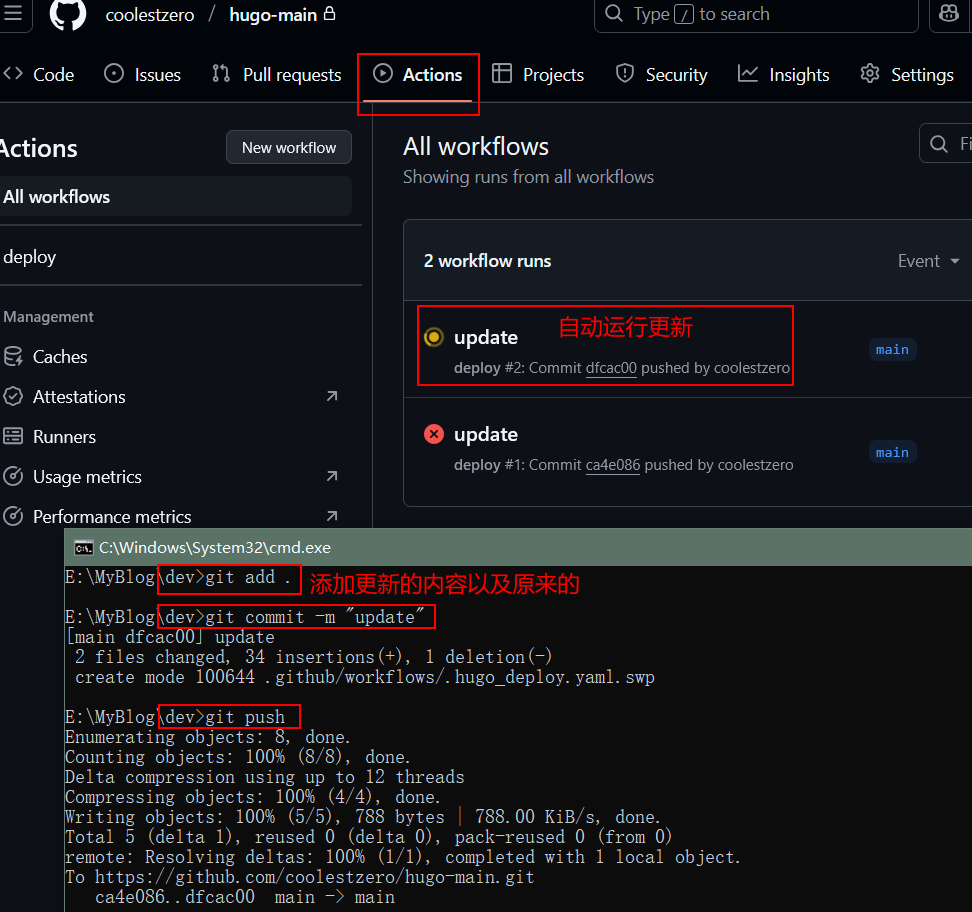 coolestzero / hugo-main
Type / to search
Code
Issues
Pull requests
Actions
Projects
Security
Insights
Settings
Actions
New workflow
All workflows
deploy
Management
Caches
Attestations
Runners
Usage metrics
Performance metrics
All workflows
Showing runs from all workflows
Fi
2 workflow runs
Event
update
自动运行更新
deploy #2: Commit dfcac00 pushed by coolestzero
main
update
deploy #1: Commit ca4e086 pushed by coolestzero
main
C:\Windows\System32\cmd.exe
E:\MyBlog\dev>git add .
添加更新的内容以及原来的
E:\MyBlog\dev>git commit -m "update"
[main dfcac00] update
2 files changed, 34 insertions(+), 1 deletion(-)
create mode 100644 .github/workflows/.hugo_deploy.yaml.swp
E:\MyBlog\dev>git push
Enumerating objects: 8, done.
Counting objects: 100% (8/8), done.
Delta compression using up to 12 threads
Compressing objects: 100% (4/4), done.
Writing objects: 100% (5/5), 788 bytes | 788.00 KiB/s, done.
Total 5 (delta 1), reused 0 (delta 0), pack-reused 0 (from 0)
remote: Resolving deltas: 100% (1/1), completed with 1 local object.
To https://github.com/coolestzero/hugo-main.git
ca4e086..dfcac00  main -> main